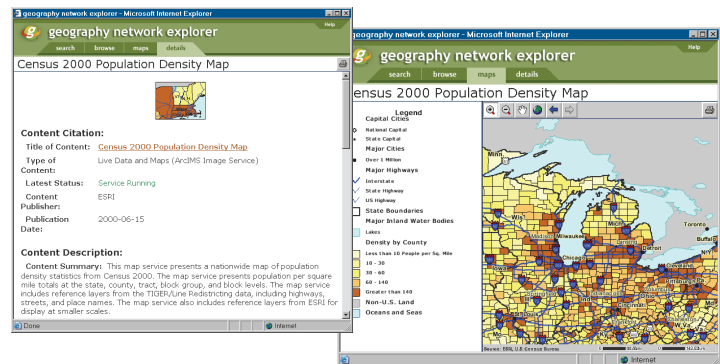 geography network explorer - Microsoft Internet Explorer
Help
geography network explorer
search browse maps details
Census 2000 Population Density Map
Content Citation:
Title of Content: Census 2000 Population Density Map
Type of Content: Live Data and Maps (ArcIMS Image Service)
Latest Status: Service Running
Content Publisher: ESRI
Publication Date: 2000-06-15
Content Description:
Content Summary: This map service presents a nationwide map of population
density statistics from Census 2000. The map service presents population per square
mile totals at the state, county, tract, block group, and block levels. The map service
includes reference layers from the TIGER/Line Redistricting data, including highways,
streets, and place names. The map service also includes reference layers from ESRI for
display at smaller scales.
Done
Internet
geography network explorer - Microsoft Internet Explorer
Help
geography network explorer
search browse maps details
ensus 2000 Population Density Map
Legend
Capital Cities
National Capital
State Capital
Major Cities
Over 1 Million
Major Highways
Interstate
State Highway
US Highway
State Boundaries
Major Inland Water Bodies
Lakes
Density by County
Less than 10 People per Sq. Mile
18 - 30
30 - 60
60 - 140
Greater than 140
Non-U.S. Land
Oceans and Seas
Minn
Wis
Mich
Toronto
Milwaukee
Lansing
Detroit
Buffalo
Chicago
Cleveland
Iowa
Ohio
Internet